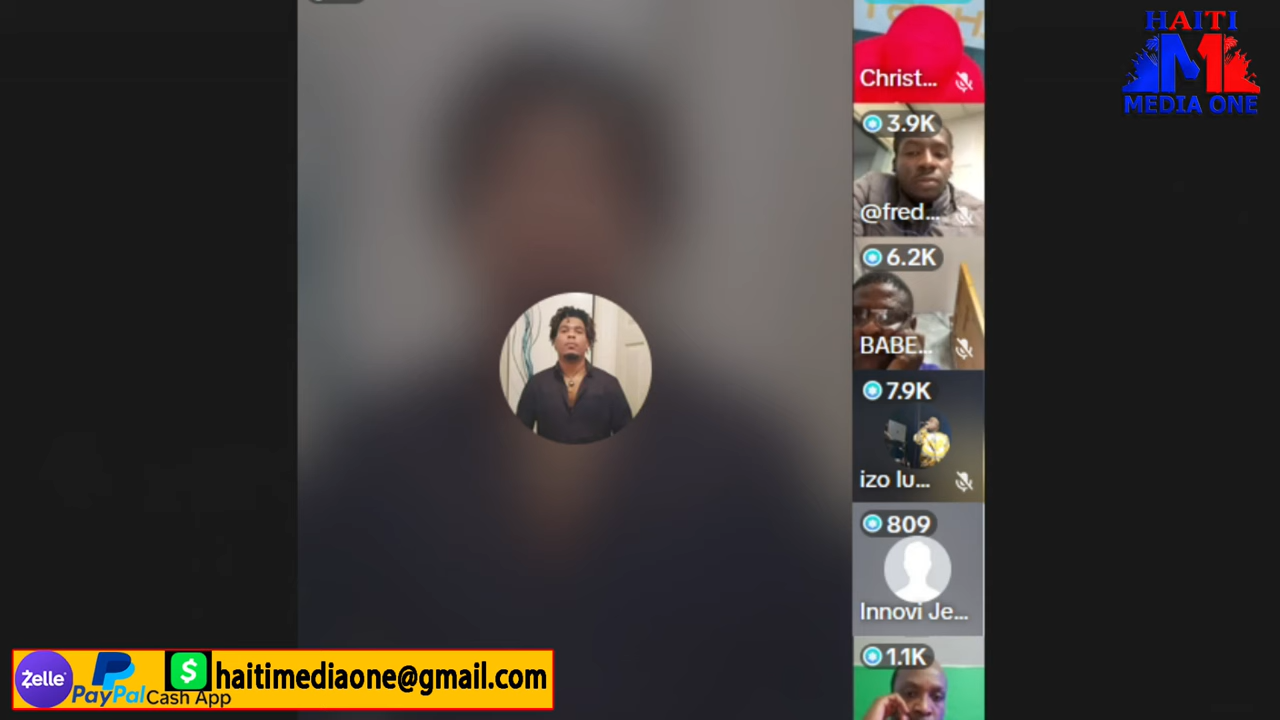 HAITI
M1
MEDIA ONE
Christ...
3.9K
@fred...
6.2K
BABE...
7.9K
izo lu...
809
Innovi Je...
1.1K
Zelle
PayPal
$
Cash App
haitimediaone@gmail.com